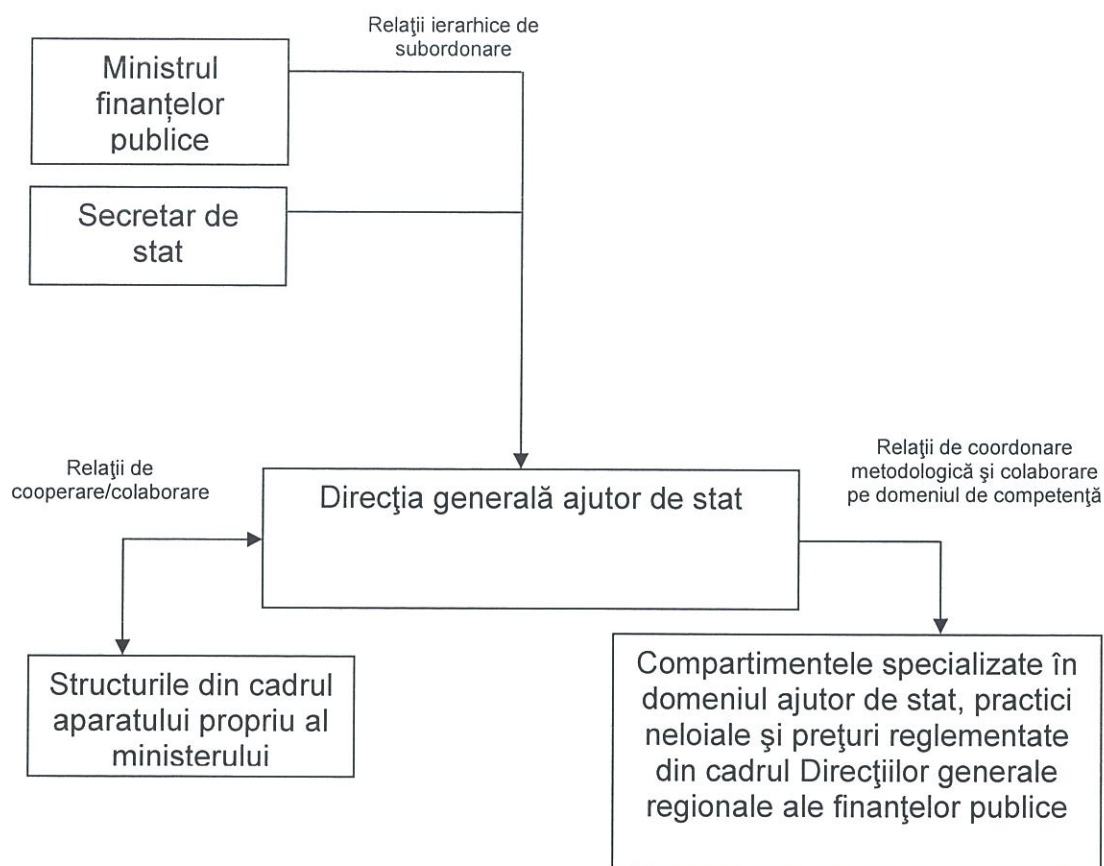 Relaţii ierarhice de
subordonare
Ministrul
finanțelor
publice
Secretar de
stat
Relaţii de
cooperare/colaborare
Direcţia generală ajutor de stat
Relaţii de coordonare
metodologică şi colaborare
pe domeniul de competenţă
Structurile din cadrul
aparatului propriu al
ministerului
Compartimentele specializate în
domeniul ajutor de stat, practici
neloiale şi preţuri reglementate
din cadrul Direcţiilor generale
regionale ale finanţelor publice